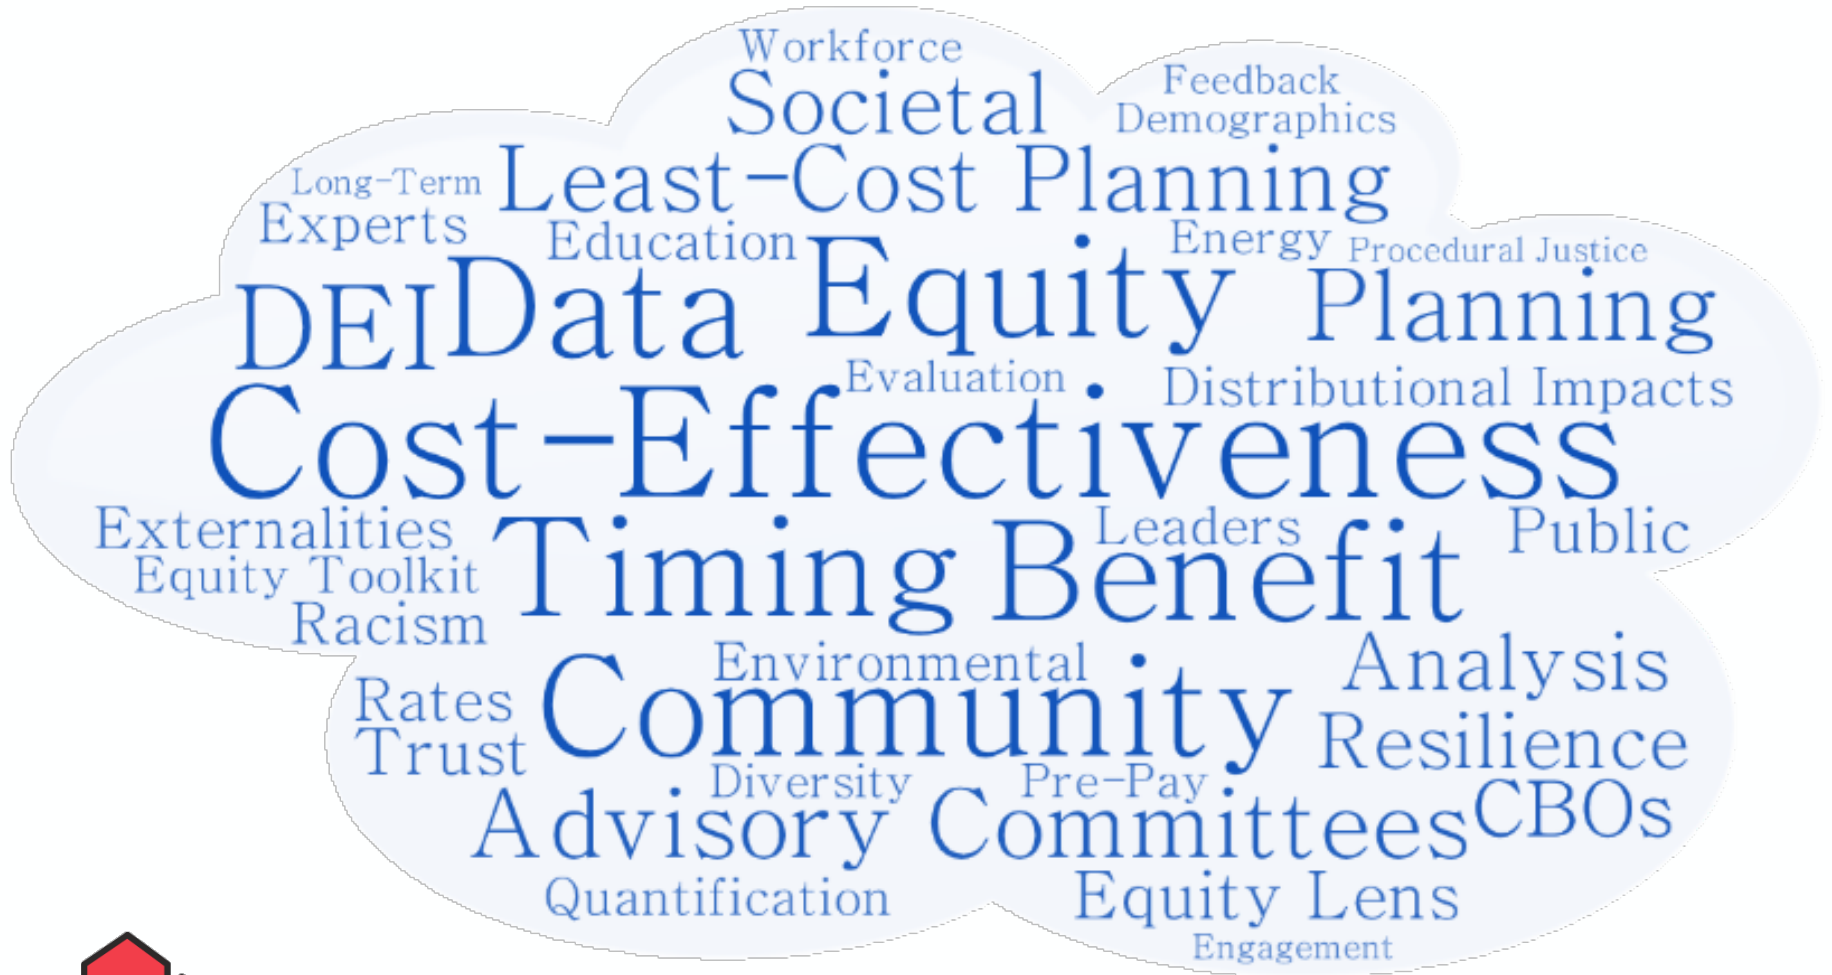 Workforce
Societal
Feedback
Demographics
Long-Term
Least-Cost Planning
Experts
Education
Energy
Procedural Justice
DEI
Data
Equity
Planning
Evaluation
Distributional Impacts
Cost-Effectiveness
Externalities
Timing
Benefit
Leaders
Public
Equity Toolkit
Racism
Environmental
Analysis
Rates
Community
Resilience
Trust
Diversity
Pre-Pay
Advisory Committees
CBOs
Quantification
Equity Lens
Engagement